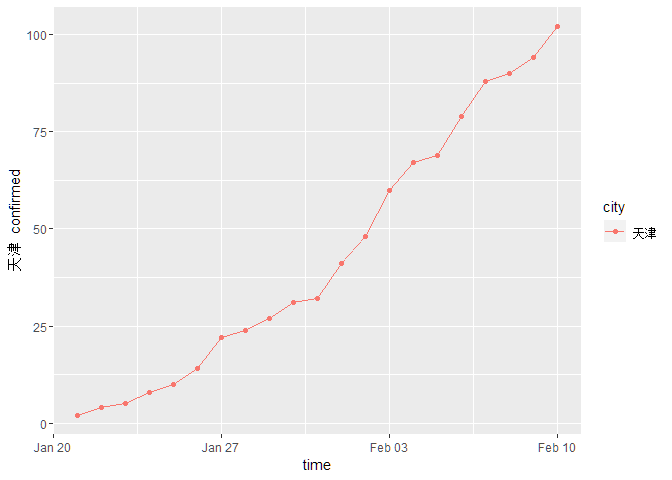 100
75
50
25
0
天津 confirmed
Jan 20
Jan 27
Feb 03
Feb 10
time
city
天津